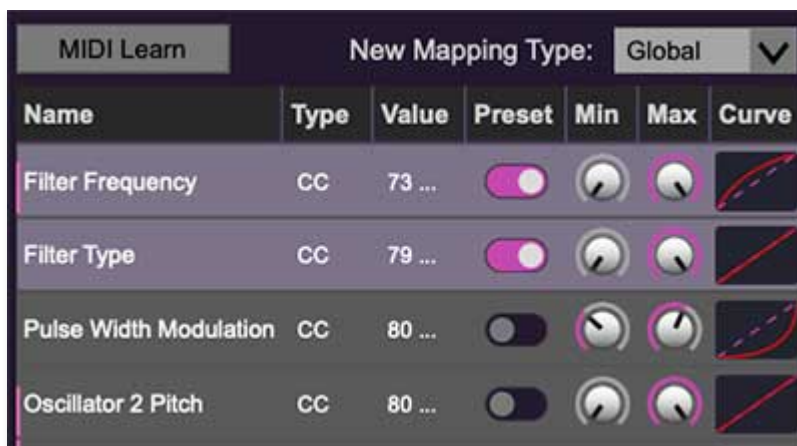 MIDI Learn New Mapping Type: Global
Name Type Value Preset Min Max Curve
Filter Frequency CC 73 ...
Filter Type CC 79 ...
Pulse Width Modulation CC 80 ...
Oscillator 2 Pitch CC 80 ...